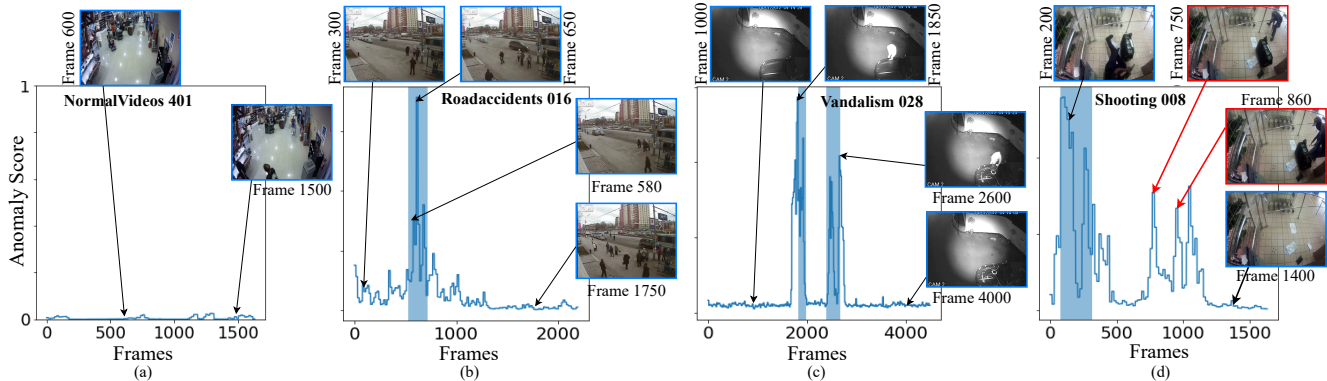 Frame 600
NormalVideos 401
Frame 1500
Anomaly Score
1
0
0
500
1000
1500
Frames
(a)
Frame 300
Frame 650
Roadaccidents 016
Frame 580
Frame 1750
0
1000
2000
Frames
(b)
Frame 1000
Frame 1850
Vandalism 028
CAM 2
Frame 2600
Frame 4000
0
2000
4000
Frames
(c)
Frame 200
Frame 750
Shooting 008
Frame 860
Frame 1400
0
500
1000
1500
Frames
(d)